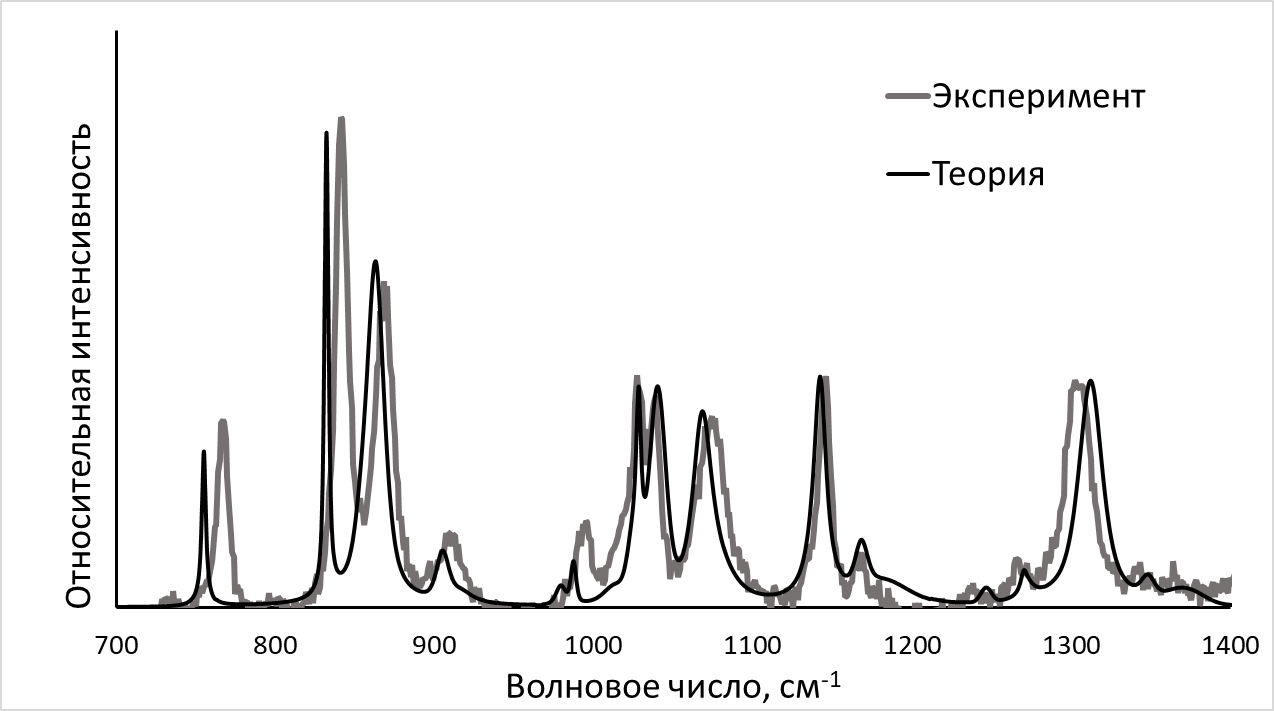 Эксперимент
Теория
Относительная интенсивность
700 800 900 1000 1100 1200 1300 1400
Волновое число, см⁻¹